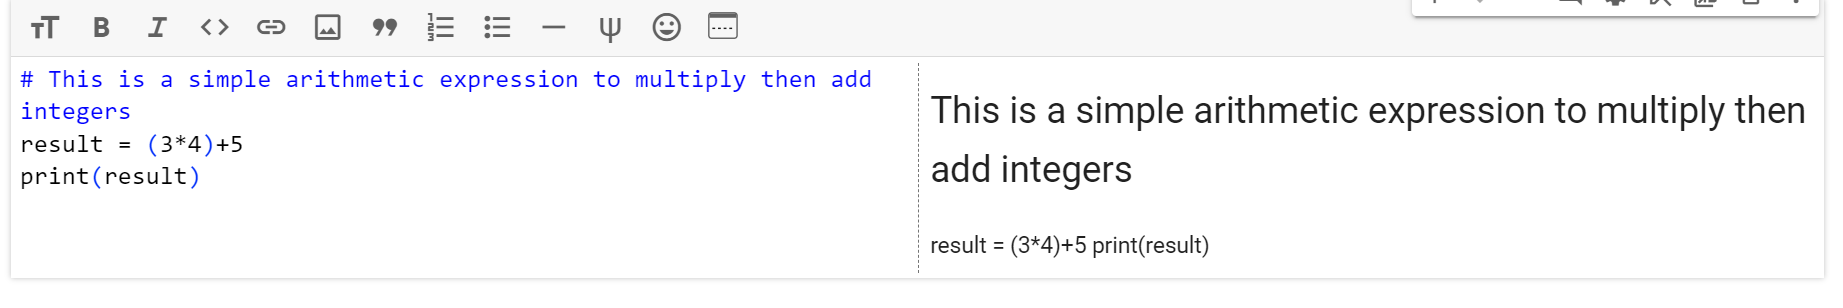 # This is a simple arithmetic expression to multiply then add
integers
result = (3*4)+5
print(result)
This is a simple arithmetic expression to multiply then
add integers
result = (3*4)+5 print(result)